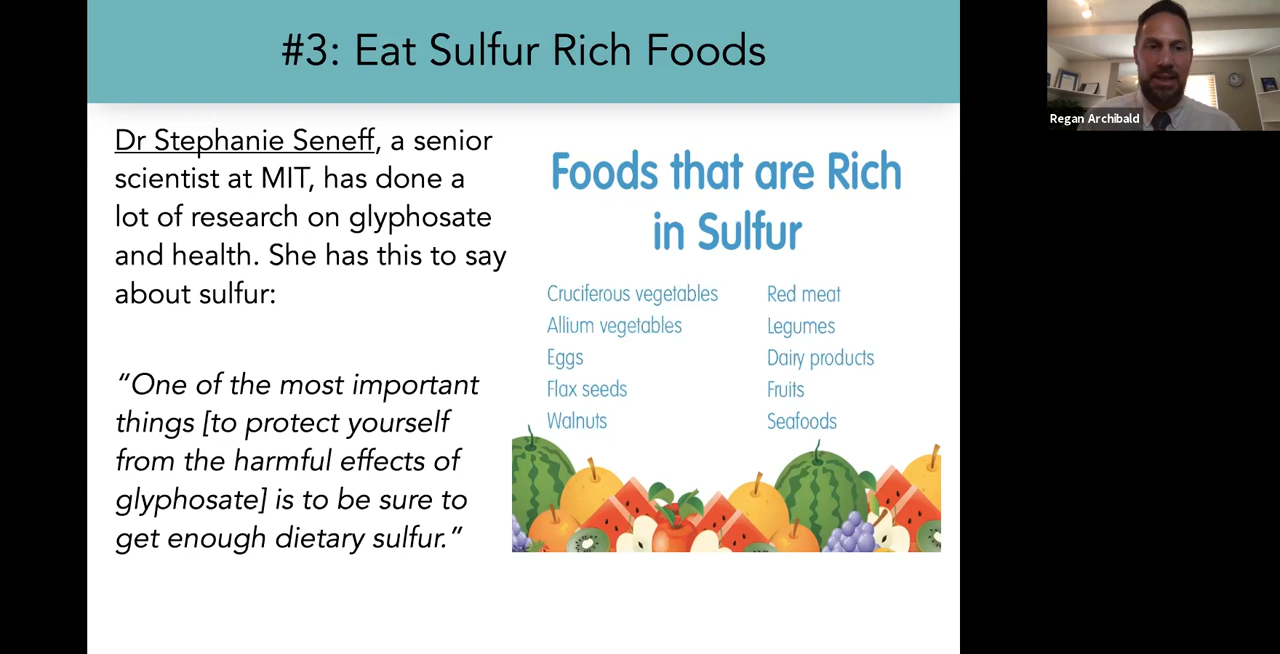 #3: Eat Sulfur Rich Foods
Regan Archibald
Dr Stephanie Seneff, a senior
scientist at MIT, has done a
lot of research on glyphosate
and health. She has this to say
about sulfur:
“One of the most important
things [to protect yourself
from the harmful effects of
glyphosate] is to be sure to
get enough dietary sulfur.”
Foods that are Rich
in Sulfur
Cruciferous vegetables
Allium vegetables
Eggs
Flax seeds
Walnuts
Red meat
Legumes
Dairy products
Fruits
Seafoods